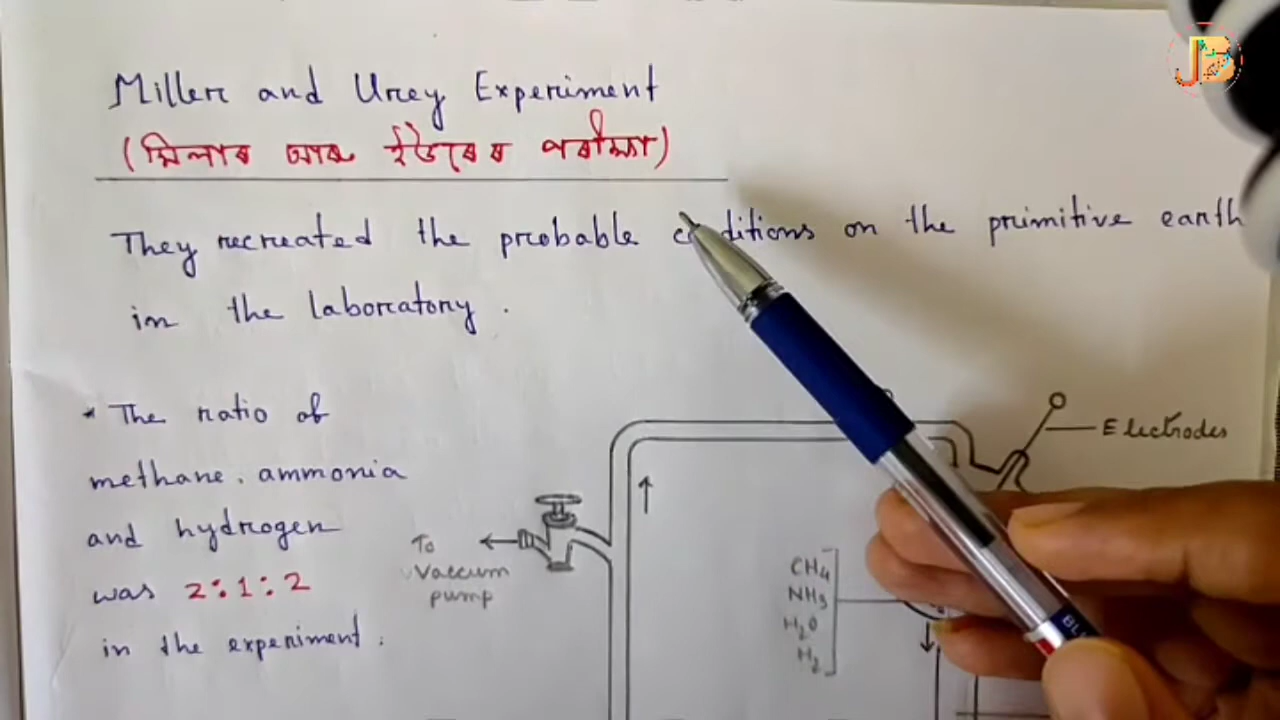 Miller and Urey Experiment
(মিলাৰ আৰু ইউৰেৰ পৰীক্ষা)
They recreated the probable conditions on the primitive earth
in the laboratory.
* The ratio of
methane, ammonia
and hydrogen
was 2:1:2
in the experiment.
Electrodes
To
Vaccum
pump
CH4
NH3
H2O
H2
JB